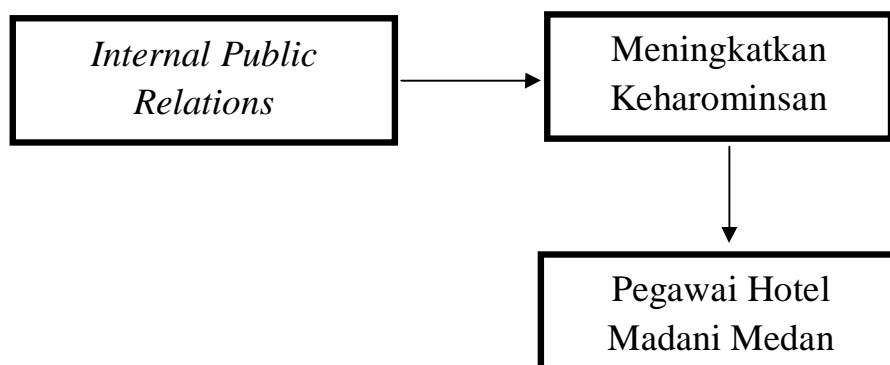 Internal Public
Relations
Meningkatkan
Keharominsan
Pegawai Hotel
Madani Medan